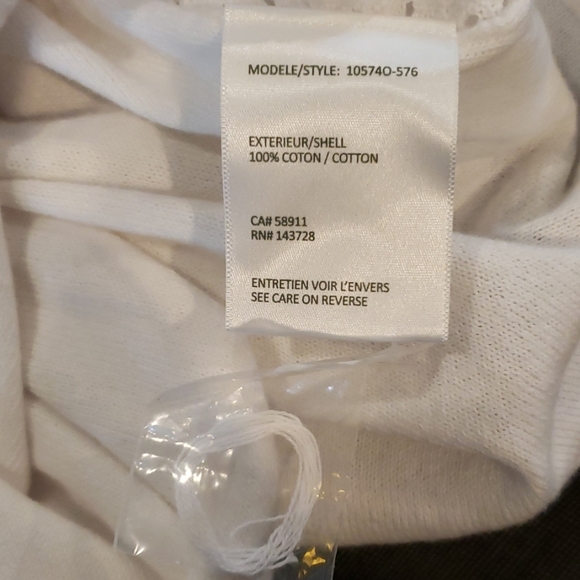 MODELE/STYLE: 10574O-576
EXTERIEUR/SHELL
100% COTON / COTTON
CA# 58911
RN# 143728
ENTRETIEN VOIR L'ENVERS
SEE CARE ON REVERSE